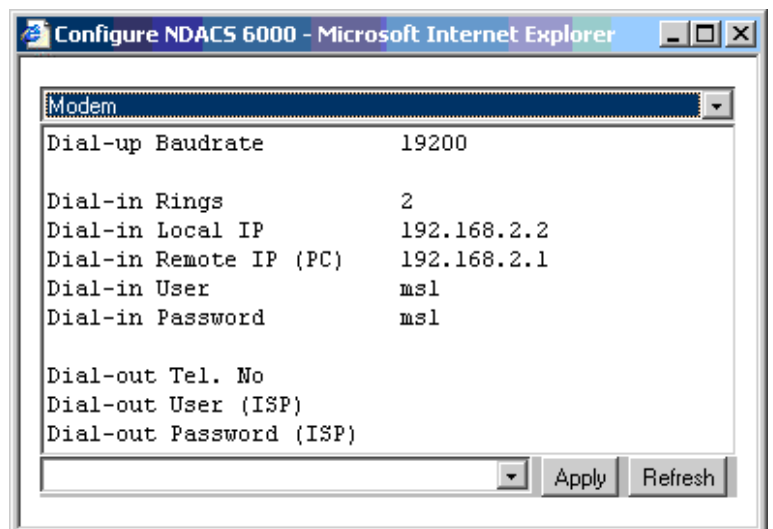 Configure NDACS 6000 - Microsoft Internet Explorer
Modem
Dial-up Baudrate 19200
Dial-in Rings 2
Dial-in Local IP 192.168.2.2
Dial-in Remote IP (PC) 192.168.2.1
Dial-in User msl
Dial-in Password msl
Dial-out Tel. No
Dial-out User (ISP)
Dial-out Password (ISP)
Apply Refresh